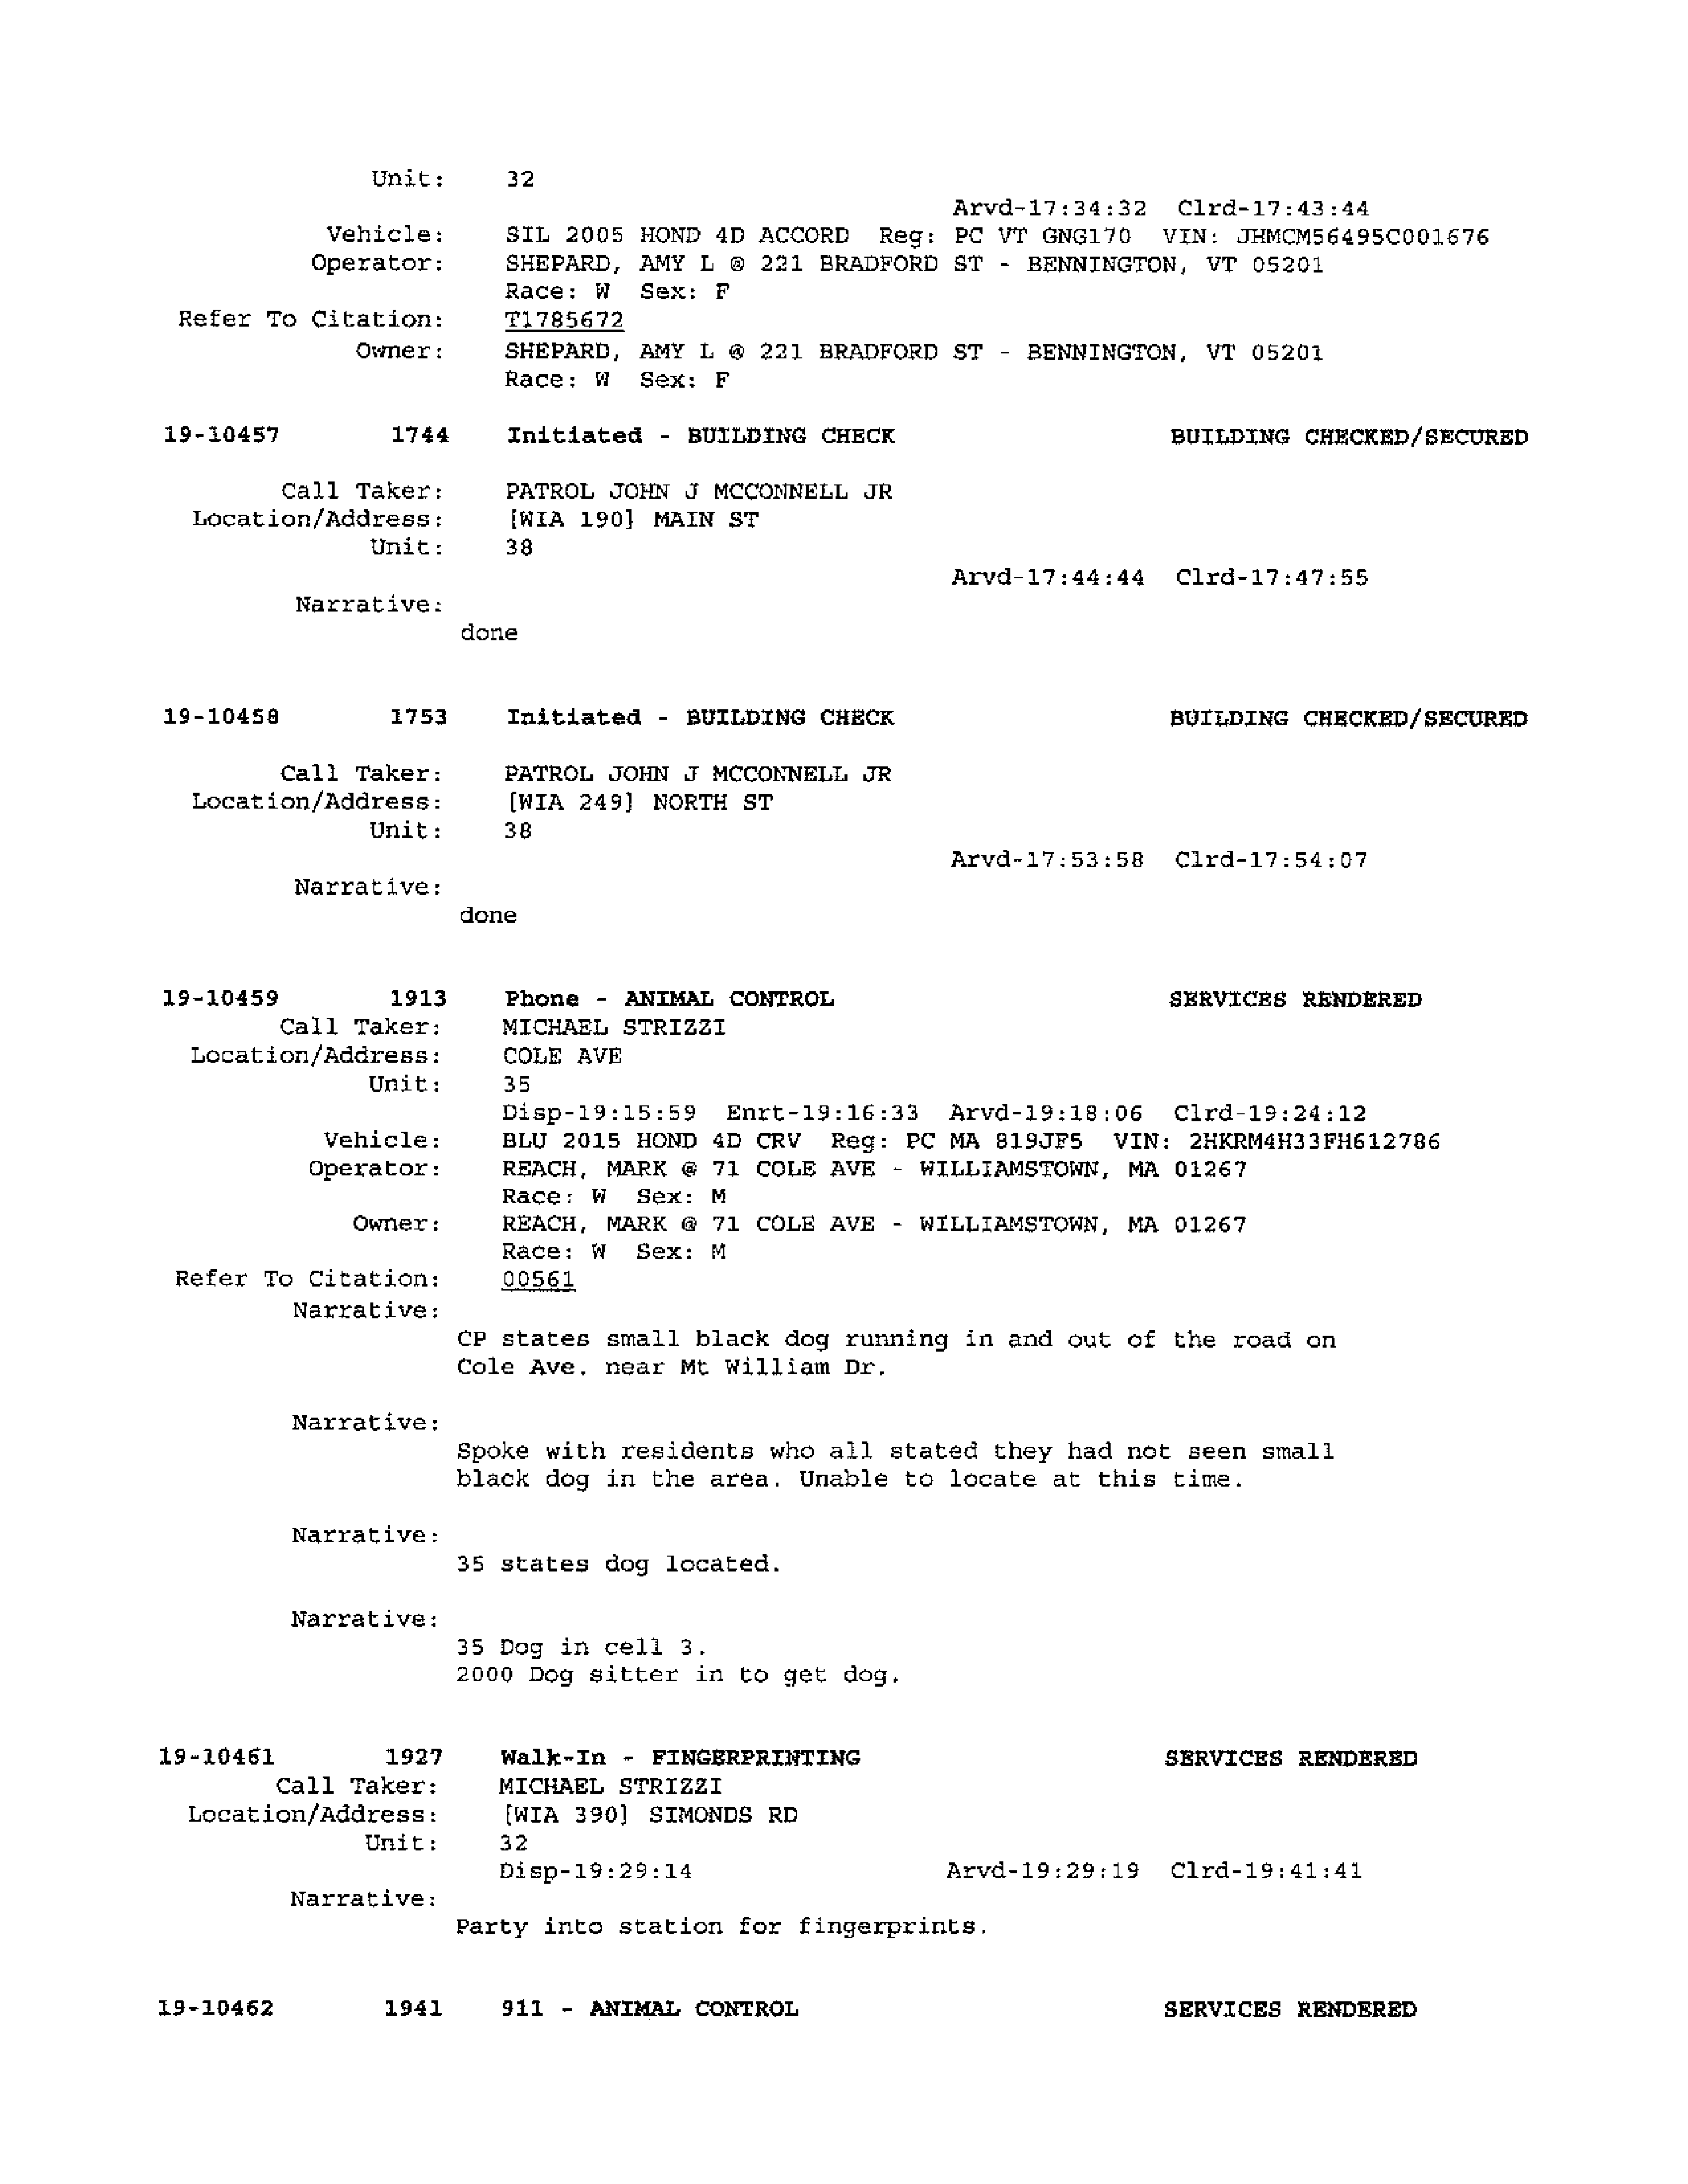 Unit: 32
Arvd-17:34:32 Clrd-17:43:44
Vehicle: SIL 2005 HOND 4D ACCORD Reg: PC VT GNG170 VIN: JHMCM56495C001676
Operator: SHEPARD, AMY L @ 221 BRADFORD ST - BENNINGTON, VT 05201
Race: W Sex: F
Refer To Citation: T1785672
Owner: SHEPARD, AMY L @ 221 BRADFORD ST - BENNINGTON, VT 05201
Race: W Sex: F
19-10457 1744 Initiated - BUILDING CHECK BUILDING CHECKED/SECURED
Call Taker: PATROL JOHN J MCCONNELL JR
Location/Address: [WIA 190] MAIN ST
Unit: 38
Arvd-17:44:44 Clrd-17:47:55
Narrative:
done
19-10458 1753 Initiated - BUILDING CHECK BUILDING CHECKED/SECURED
Call Taker: PATROL JOHN J MCCONNELL JR
Location/Address: [WIA 249] NORTH ST
Unit: 38
Arvd-17:53:58 Clrd-17:54:07
Narrative:
done
19-10459 1913 Phone - ANIMAL CONTROL SERVICES RENDERED
Call Taker: MICHAEL STRIZZI
Location/Address: COLE AVE
Unit: 35
Disp-19:15:59 Enrt-19:16:33 Arvd-19:18:06 Clrd-19:24:12
Vehicle: BLU 2015 HOND 4D CRV Reg: PC MA 819JF5 VIN: 2HKRM4H33FH612786
Operator: REACH, MARK @ 71 COLE AVE - WILLIAMSTOWN, MA 01267
Race: W Sex: M
Owner: REACH, MARK @ 71 COLE AVE - WILLIAMSTOWN, MA 01267
Race: W Sex: M
Refer To Citation: 00561
Narrative:
CP states small black dog running in and out of the road on
Cole Ave. near Mt William Dr.
Narrative:
Spoke with residents who all stated they had not seen small
black dog in the area. Unable to locate at this time.
Narrative:
35 states dog located.
Narrative:
35 Dog in cell 3.
2000 Dog sitter in to get dog.
19-10461 1927 Walk-In - FINGERPRINTING SERVICES RENDERED
Call Taker: MICHAEL STRIZZI
Location/Address: [WIA 390] SIMONDS RD
Unit: 32
Disp-19:29:14 Arvd-19:29:19 Clrd-19:41:41
Narrative:
Party into station for fingerprints.
19-10462 1941 911 - ANIMAL CONTROL SERVICES RENDERED